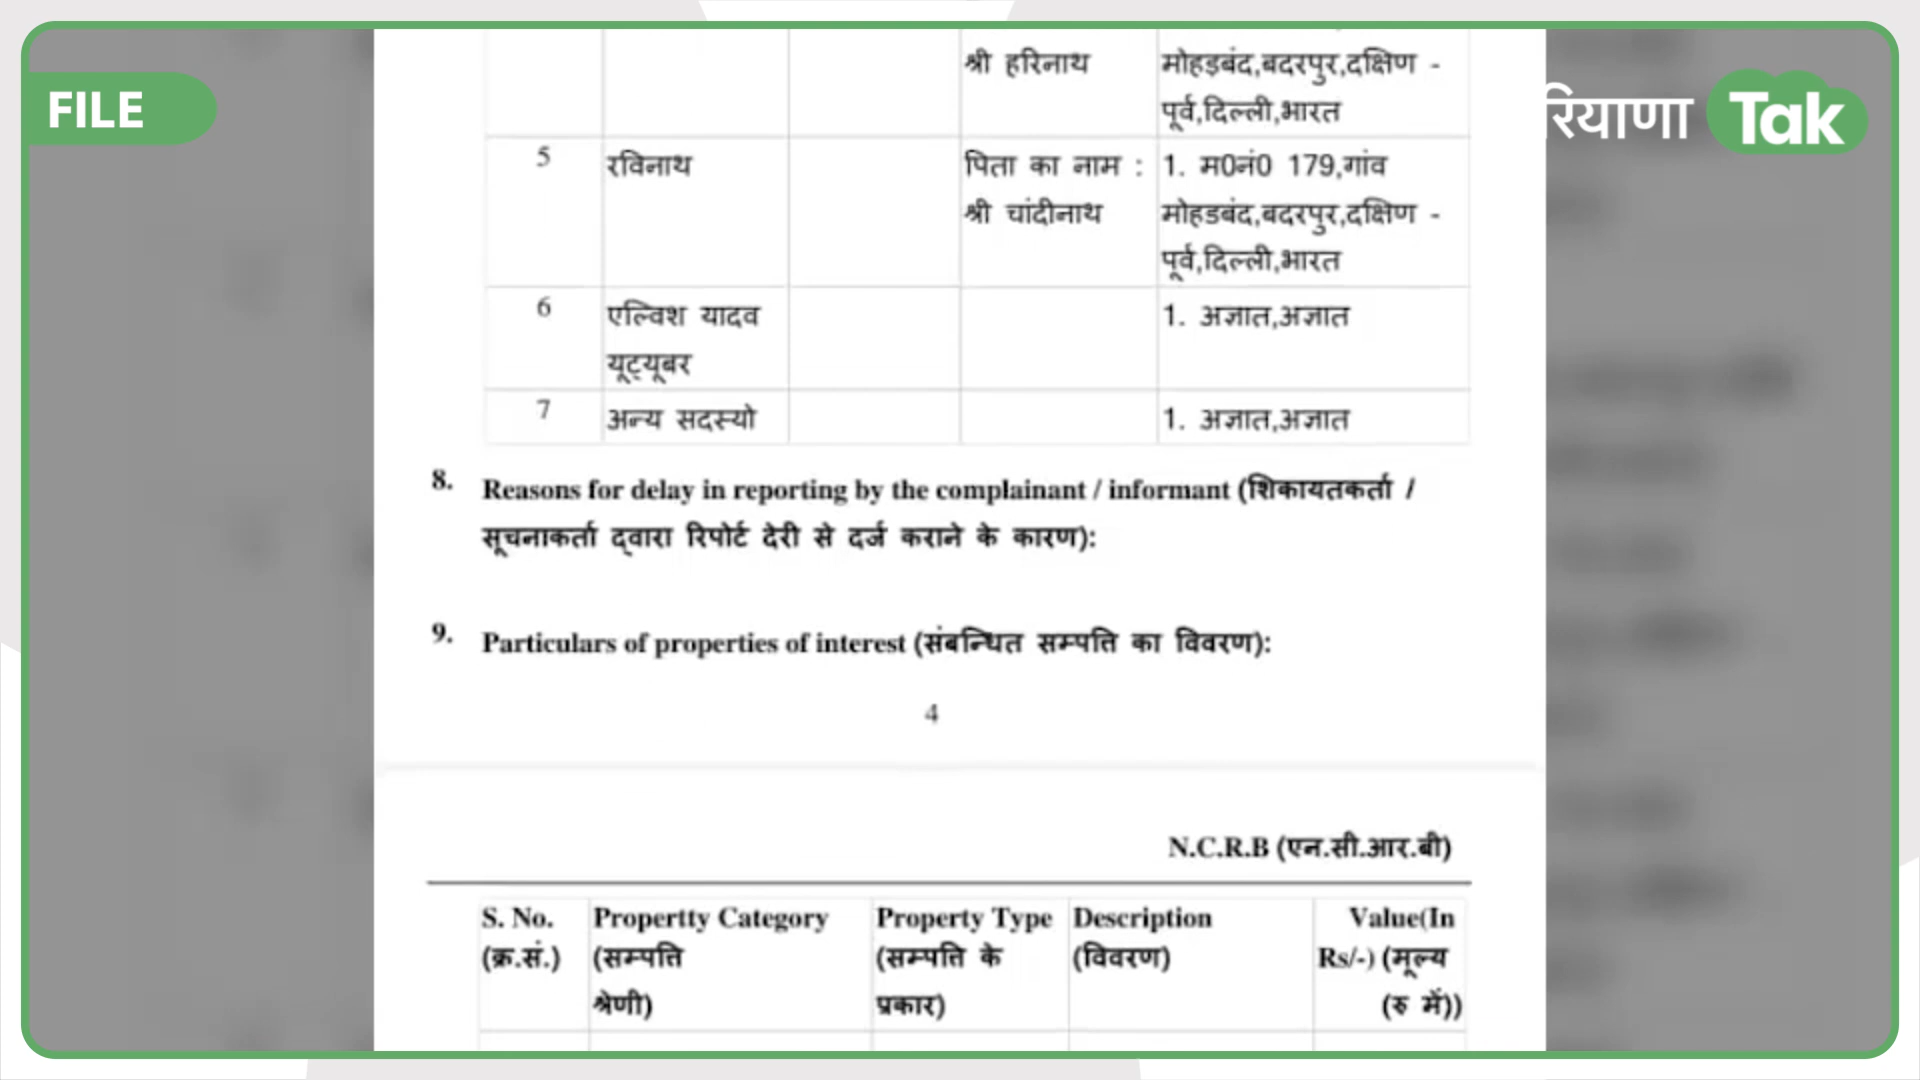 FILE
रियाणा Tak
श्री हरिनाथ
मोहड़बंद,बदरपुर,दक्षिण -
पूर्व,दिल्ली,भारत
5
रविनाथ
पिता का नाम :
श्री चांदीनाथ
1. म0नं0 179,गांव
मोहडबंद,बदरपुर,दक्षिण -
पूर्व,दिल्ली,भारत
6
एल्विश यादव
यूट्यूबर
1. अज्ञात,अज्ञात
7
अन्य सदस्यो
1. अज्ञात,अज्ञात
8. Reasons for delay in reporting by the complainant / informant (शिकायतकर्ता /
सूचनाकर्ता द्वारा रिपोर्ट देरी से दर्ज कराने के कारण):
9. Particulars of properties of interest (संबन्धित सम्पत्ति का विवरण):
4
N.C.R.B (एन.सी.आर.बी)
S. No.
(क्र.सं.)
Propertty Category
(सम्पत्ति
श्रेणी)
Property Type
(सम्पत्ति के
प्रकार)
Description
(विवरण)
Value(In
Rs/-) (मूल्य
(रु में))